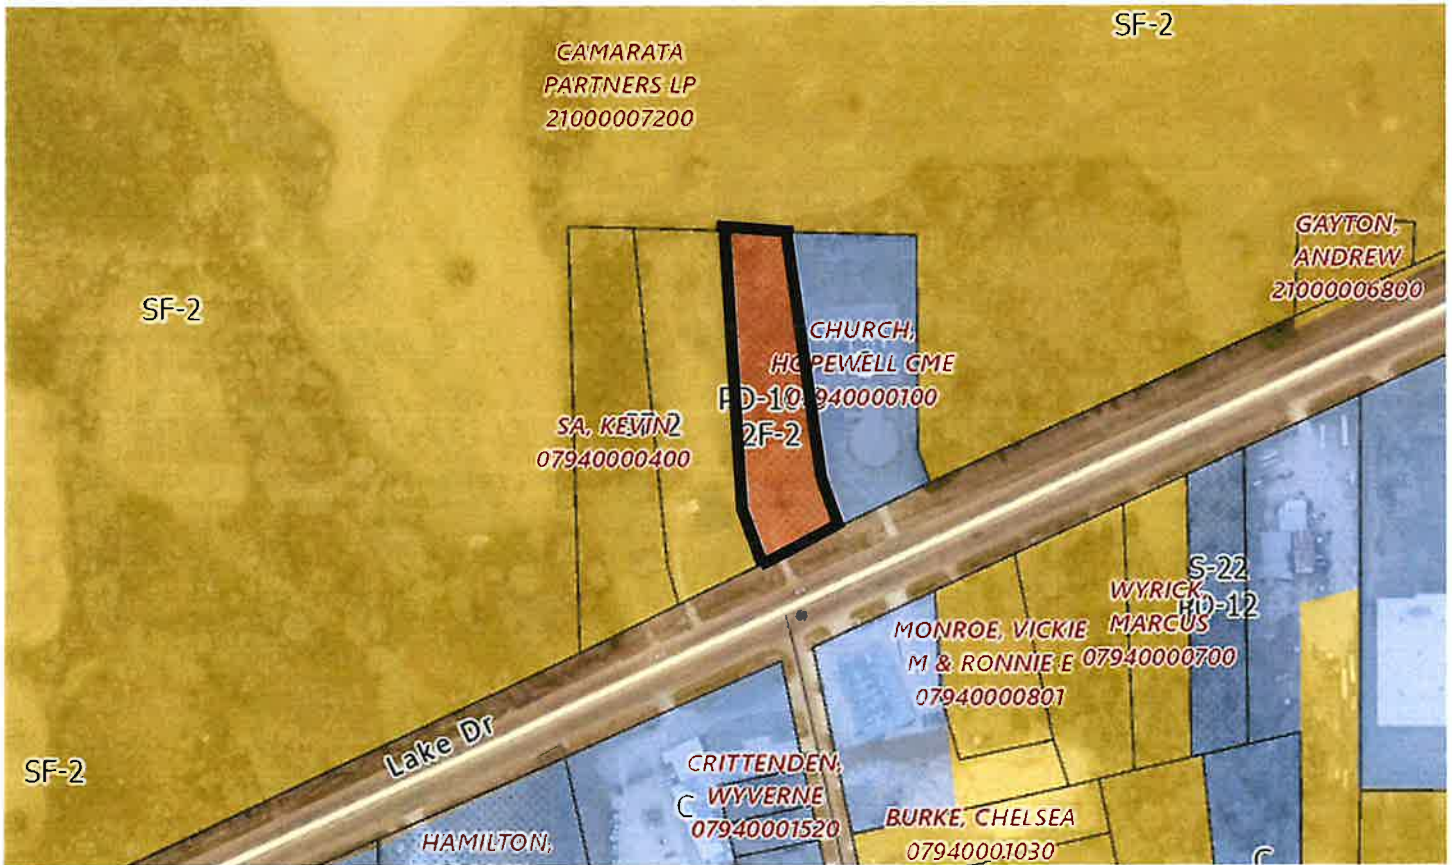 SF-2
CAMARATA
PARTNERS LP
21000007200
GAYTON,
ANDREW
21000006800
SF-2
CHURCH,
HOPEWELL CME
07940000100
PD-10
2F-2
SA, KEVIN
07940000400
S-22
PD-12
WYRICK,
MARCUS
07940000700
MONROE, VICKIE
M & RONNIE E
07940000801
Lake Dr
SF-2
CRITTENDEN,
WYVERNE
07940001520
C
BURKE, CHELSEA
07940001030
HAMILTON,
C